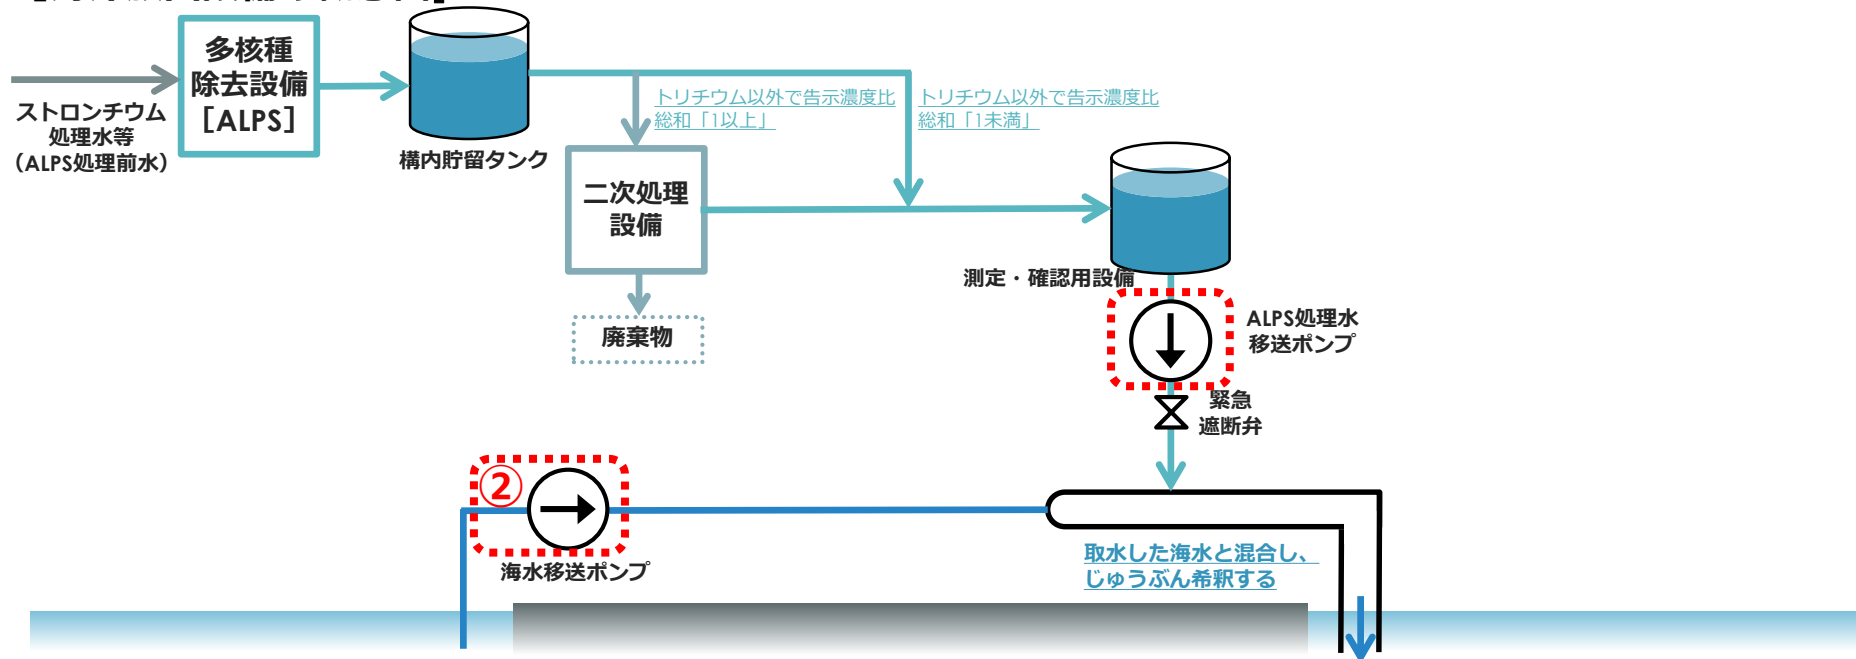 多核種
除去設備
［ALPS］
ストロンチウム
処理水等
（ALPS処理前水）
構内貯留タンク
トリチウム以外で告示濃度比
総和「1以上」
トリチウム以外で告示濃度比
総和「1未満」
二次処理
設備
廃棄物
測定・確認用設備
ALPS処理水
移送ポンプ
緊急
遮断弁
②
海水移送ポンプ
取水した海水と混合し、
じゅうぶん希釈する